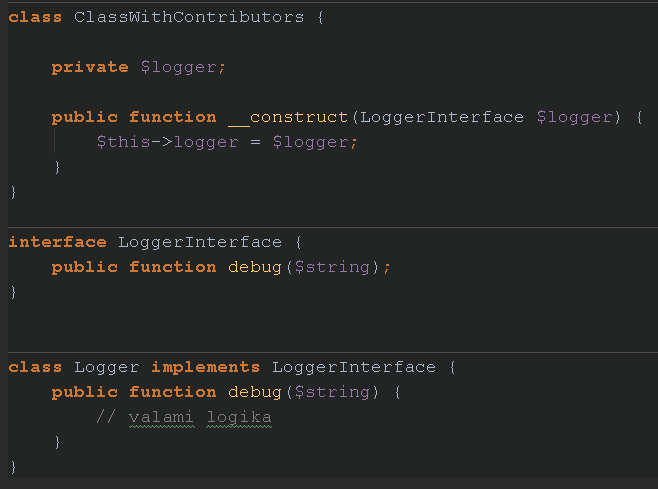 class ClassWithContributors {
private $logger;
public function __construct(LoggerInterface $logger) {
$this->logger = $logger;
}
}
interface LoggerInterface {
public function debug($string);
}
class Logger implements LoggerInterface {
public function debug($string) {
// valami logika
}
}